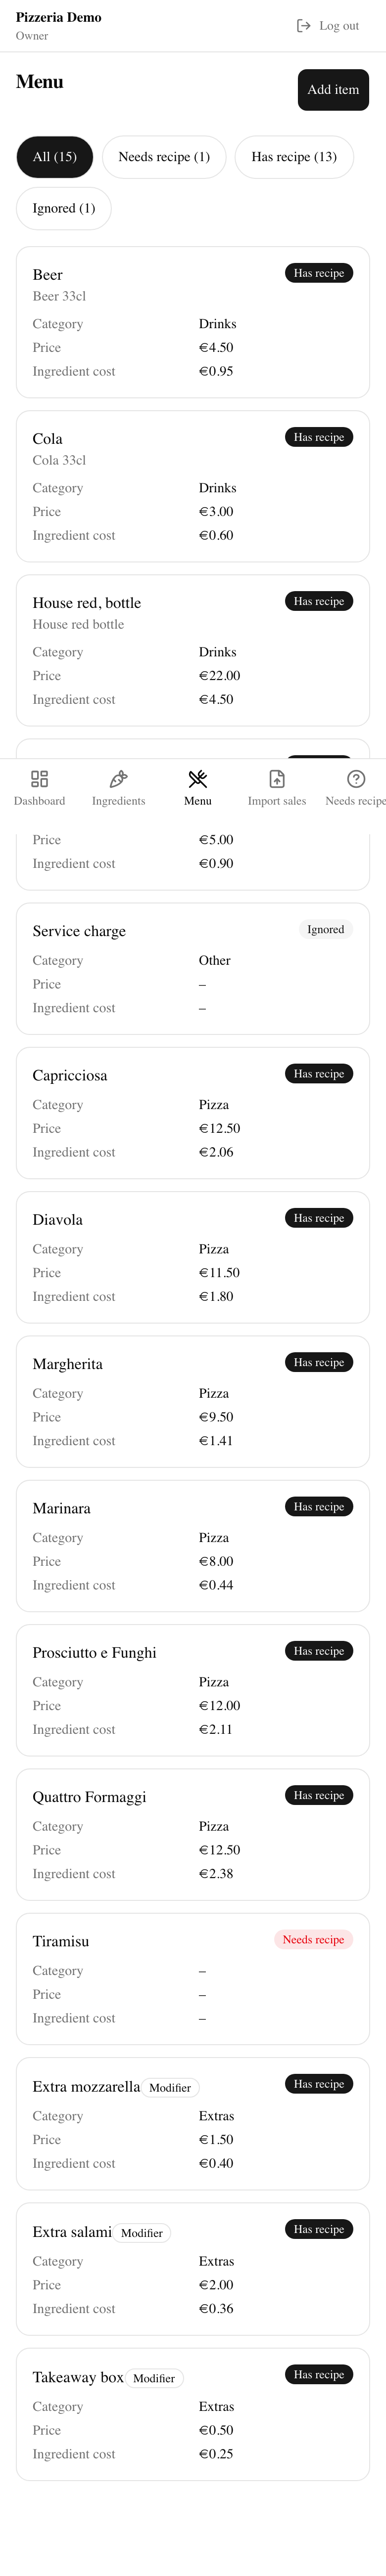 Pizzeria Demo
Owner
Log out
Menu
Add item
All (15)
Needs recipe (1)
Has recipe (13)
Ignored (1)
Beer
Has recipe
Beer 33cl
Category Drinks
Price €4.50
Ingredient cost €0.95
Cola
Has recipe
Cola 33cl
Category Drinks
Price €3.00
Ingredient cost €0.60
House red, bottle
Has recipe
House red bottle
Category Drinks
Price €22.00
Ingredient cost €4.50
Dashboard
Ingredients
Menu
Import sales
Needs recipe
Price €5.00
Ingredient cost €0.90
Service charge
Ignored
Category Other
Price –
Ingredient cost –
Capricciosa
Has recipe
Category Pizza
Price €12.50
Ingredient cost €2.06
Diavola
Has recipe
Category Pizza
Price €11.50
Ingredient cost €1.80
Margherita
Has recipe
Category Pizza
Price €9.50
Ingredient cost €1.41
Marinara
Has recipe
Category Pizza
Price €8.00
Ingredient cost €0.44
Prosciutto e Funghi
Has recipe
Category Pizza
Price €12.00
Ingredient cost €2.11
Quattro Formaggi
Has recipe
Category Pizza
Price €12.50
Ingredient cost €2.38
Tiramisu
Needs recipe
Category –
Price –
Ingredient cost –
Extra mozzarella Modifier
Has recipe
Category Extras
Price €1.50
Ingredient cost €0.40
Extra salami Modifier
Has recipe
Category Extras
Price €2.00
Ingredient cost €0.36
Takeaway box Modifier
Has recipe
Category Extras
Price €0.50
Ingredient cost €0.25